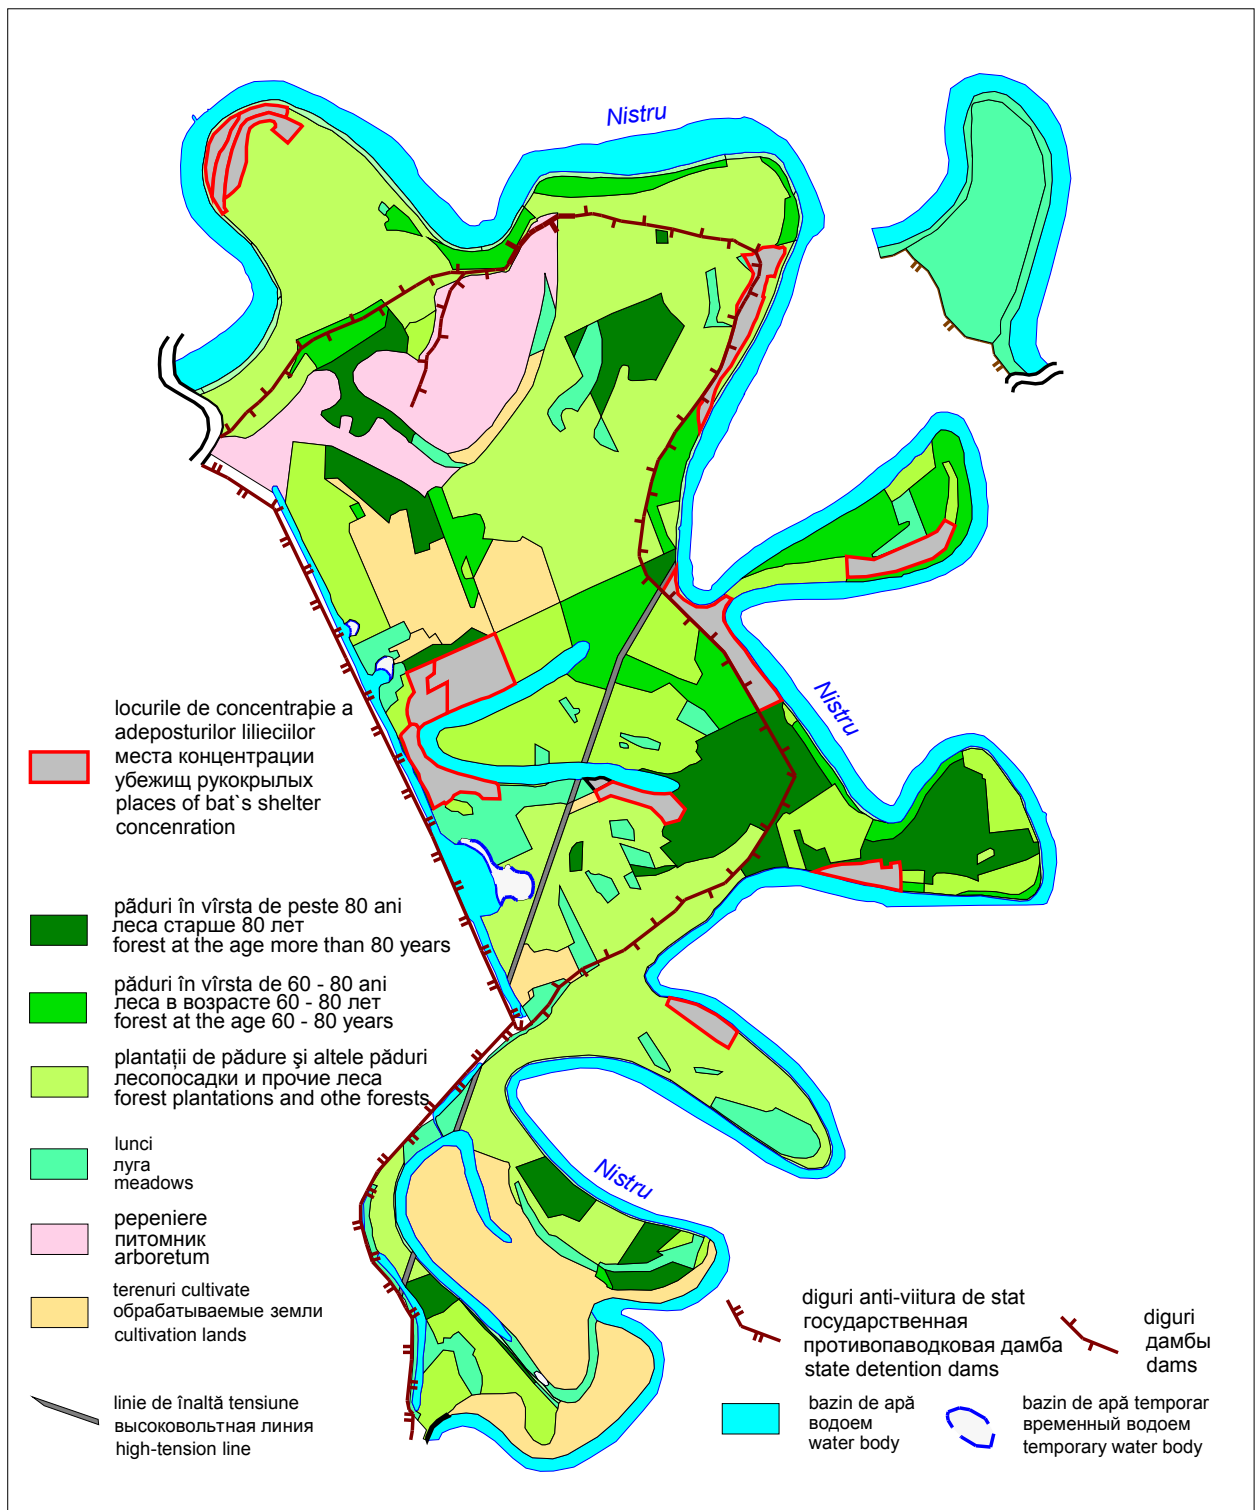 Nistru
Nistru
Nistru
locurile de concentraþie a
adeposturilor lilieciilor
места концентрации
убежищ рукокрылых
places of bat`s shelter
concenration
pãduri în vîrsta de peste 80 ani
леса старше 80 лет
forest at the age more than 80 years
păduri în vîrsta de 60 - 80 ani
леса в возрасте 60 - 80 лет
forest at the age 60 - 80 years
plantații de pădure şi altele păduri
лесопосадки и прочие леса
forest plantations and othe forests
lunci
луга
meadows
pepeniere
питомник
arboretum
terenuri cultivate
обрабатываемые земли
cultivation lands
linie de înaltă tensiune
высоковольтная линия
high-tension line
diguri anti-viitura de stat
государственная
противопаводковая дамба
state detention dams
diguri
дамбы
dams
bazin de apă
водоем
water body
bazin de apă temporar
временный водоем
temporary water body